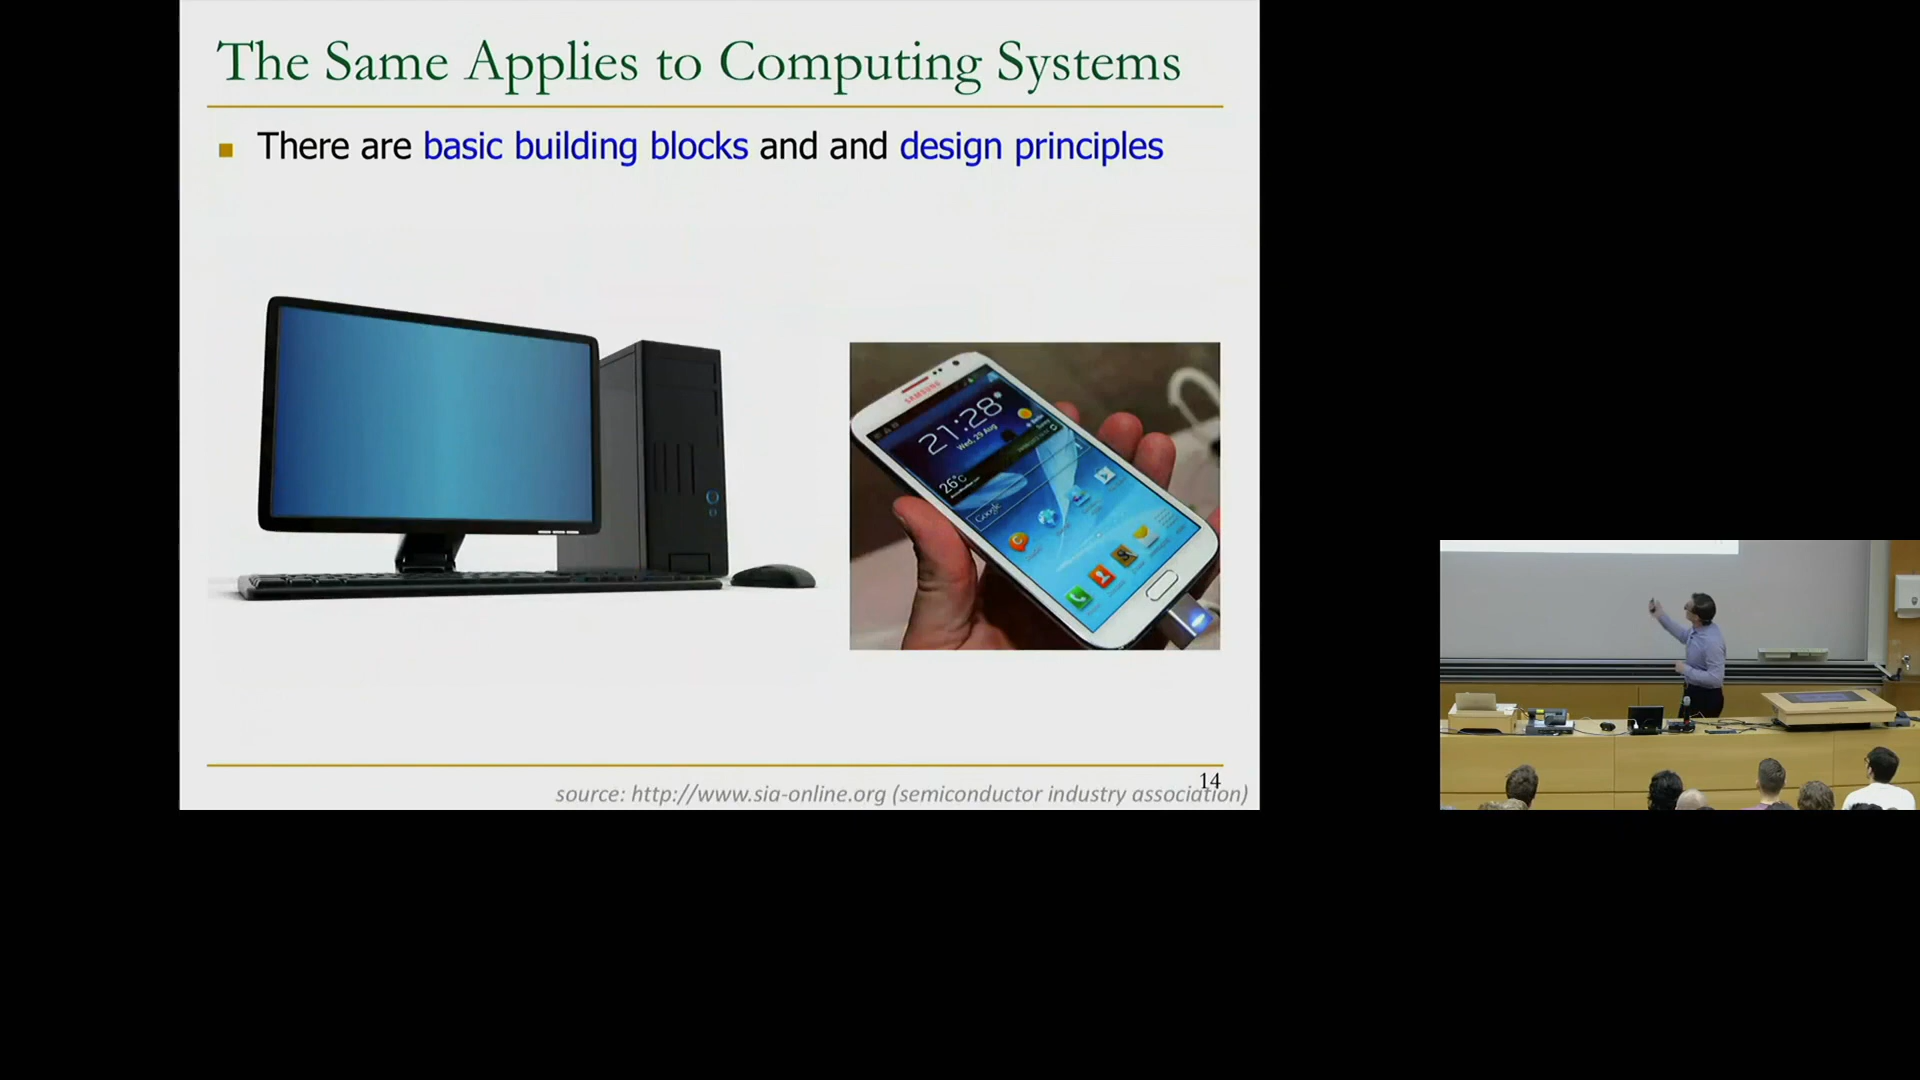 The Same Applies to Computing Systems
There are basic building blocks and and design principles
SAMSUNG
21:28
Wed, 29 Aug
26°C
Google
14
source: http://www.sia-online.org (semiconductor industry association)